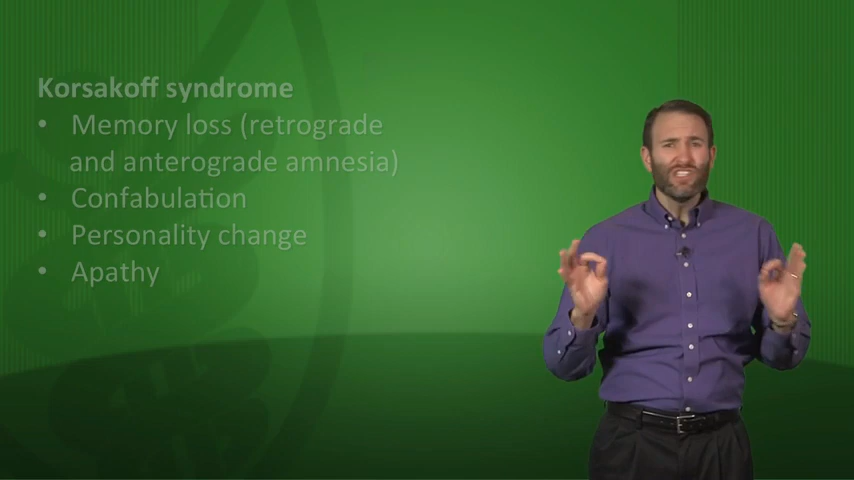 Korsakoff syndrome
• Memory loss (retrograde
and anterograde amnesia)
• Confabulation
• Personality change
• Apathy